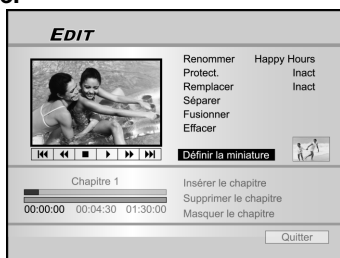 EDIT
Renommer Happy Hours
Protect. Inact
Remplacer Inact
Séparer
Fusionner
Effacer
Définir la miniature
Chapitre 1
00:00:00 00:04:30 01:30:00
Insérer le chapitre
Supprimer le chapitre
Masquer le chapitre
Quitter